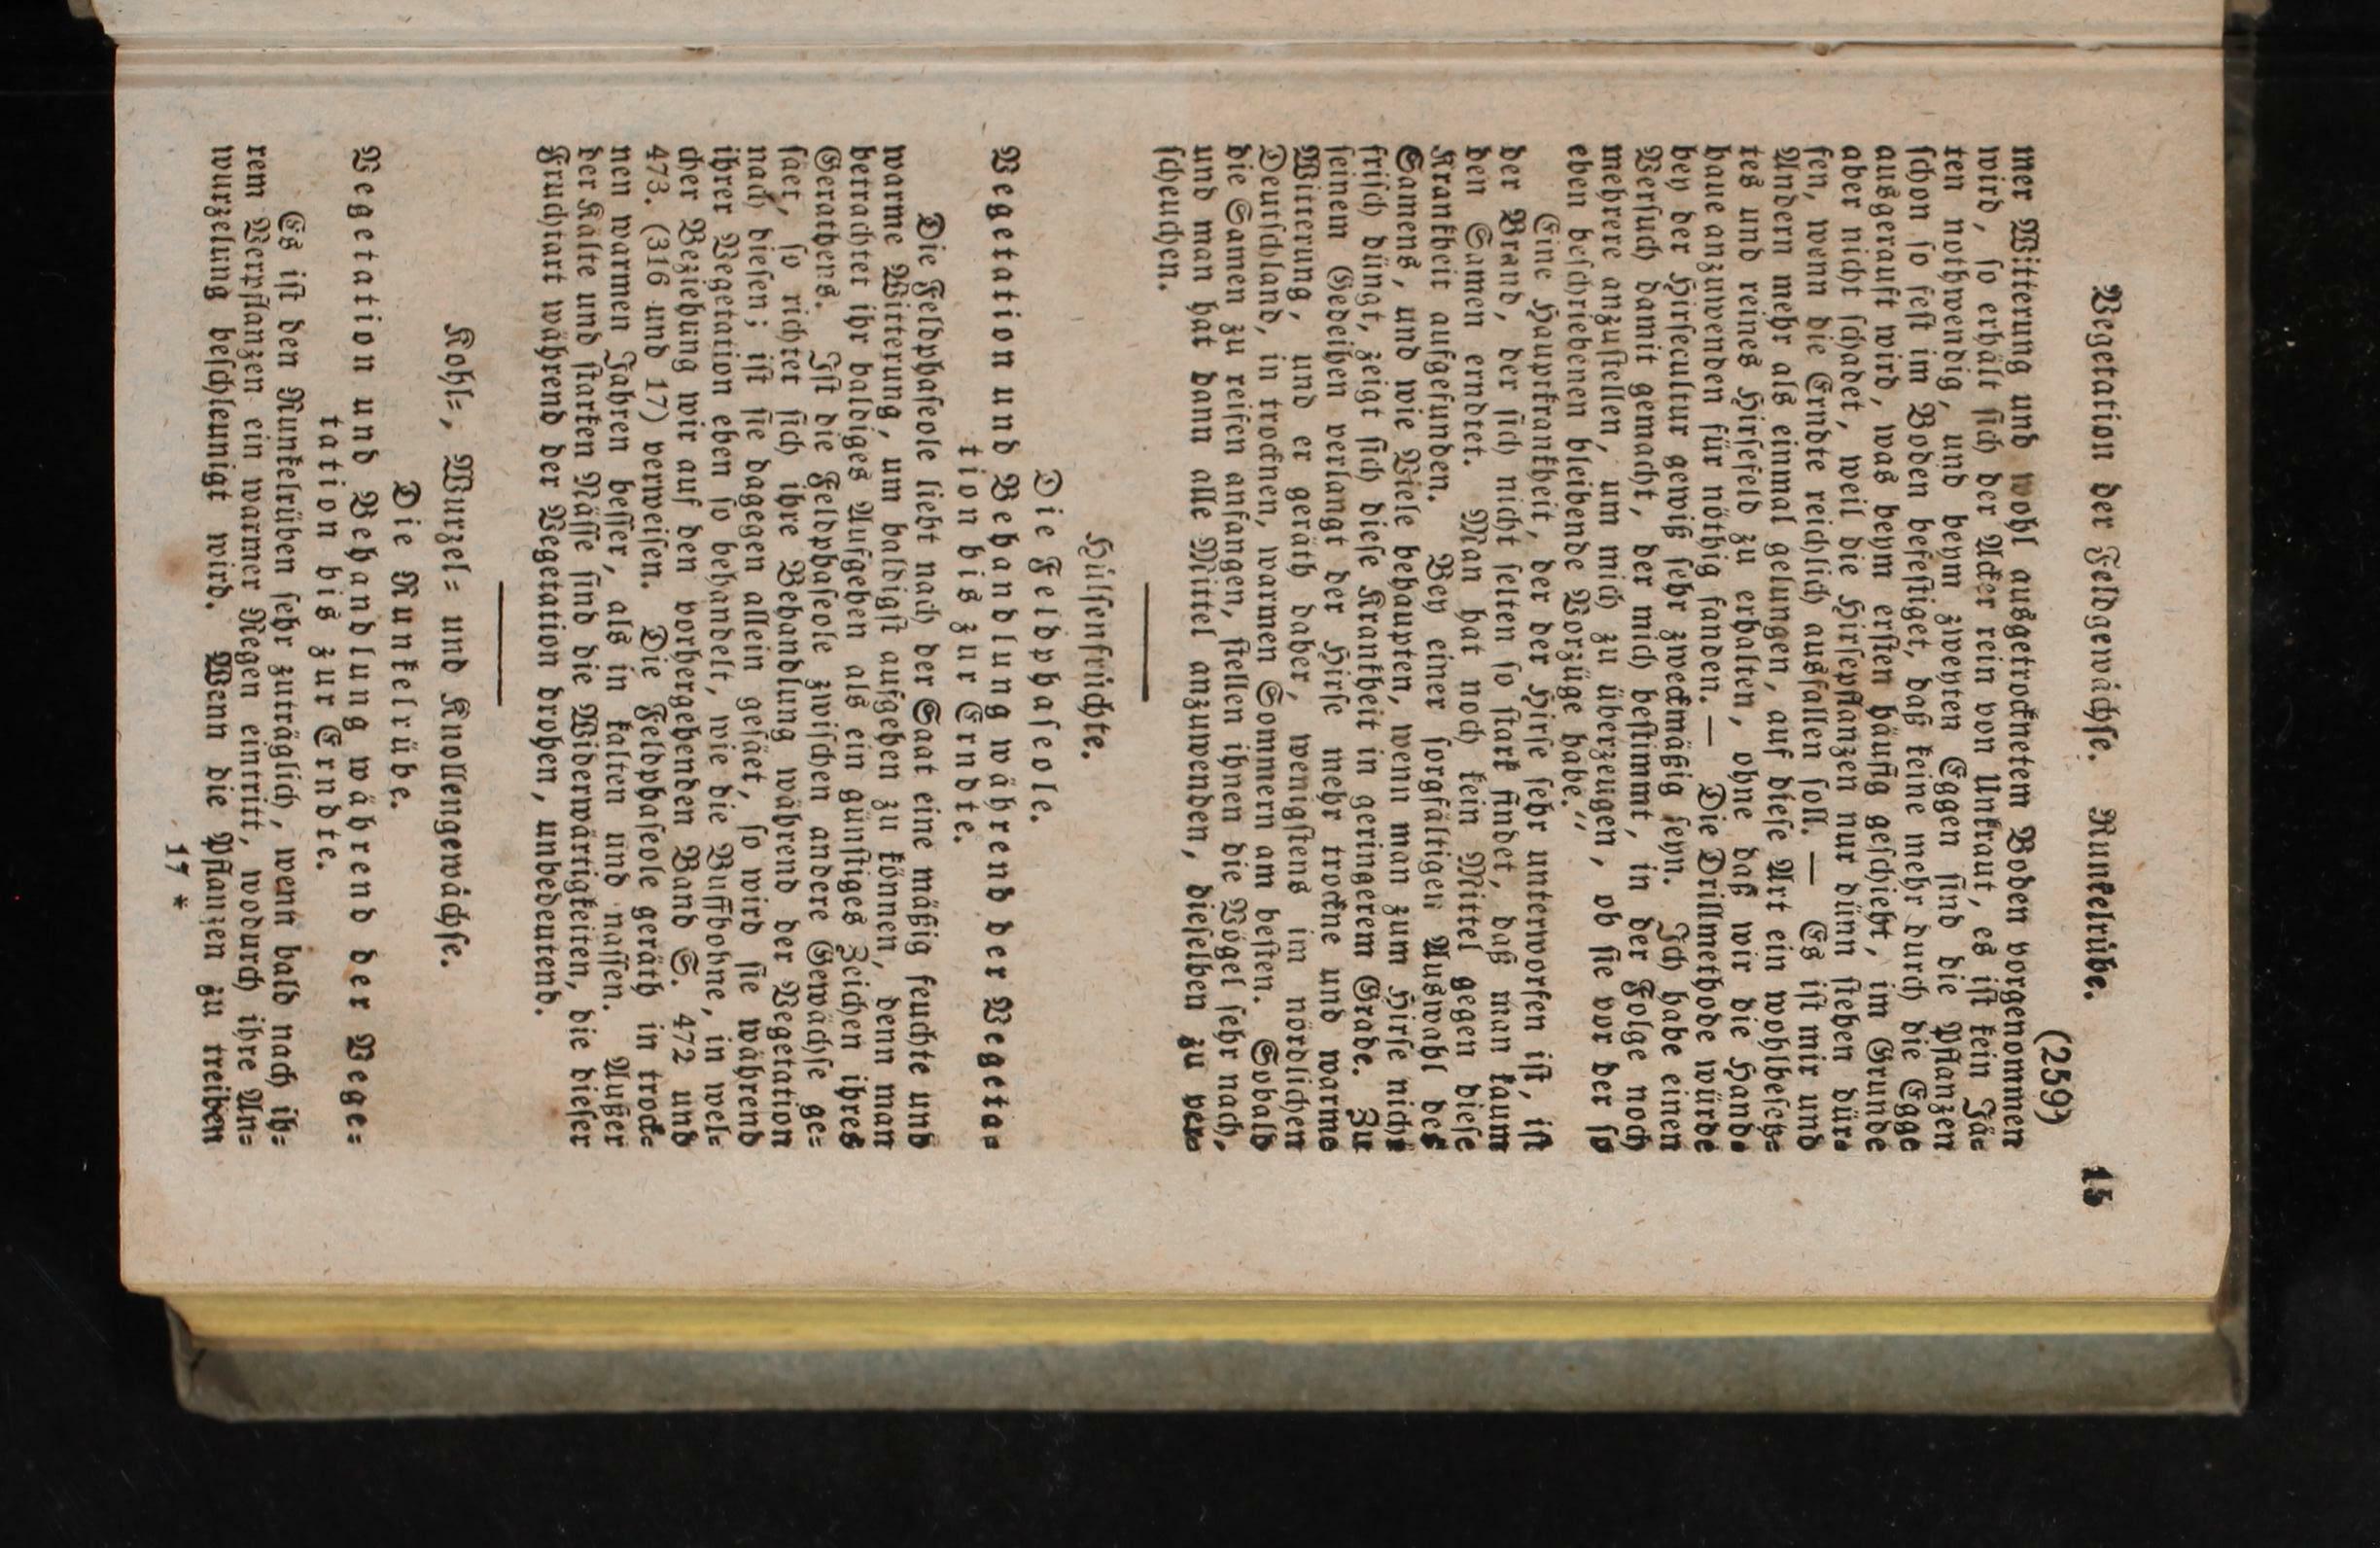 Vegetation der Feldgewächse. Runkelrübe. 15
(259)
mer Witterung und wohl ausgetrocknetem Boden vorgenommen
wird, so erhält sich der Acker rein von Unkraut, es ist kein Jä-
ten nothwendig, und beym zweyten Eggen sind die Pflanzen
schon so fest im Boden befestiget, daß keine mehr durch die Egge
ausgerauft wird, was beym ersten häufig geschieht, im Grunde
aber nicht schadet, weil die Hirsepflanzen nur dünn stehen dür-
fen, wenn die Erndte reichlich ausfallen soll. — Es ist mir und
Andern mehr als einmal gelungen, auf diese Art ein wohlbesetz-
tes und reines Hirsefeld zu erhalten, ohne daß wir die Hand-
haue anzuwenden für nöthig fanden. — Die Drillmethode würde
bey der Hirsecultur gewiß sehr zweckmäßig seyn. Ich habe einen
Versuch damit gemacht, der mich bestimmt, in der Folge noch
mehrere anzustellen, um mich zu überzeugen, ob sie vor der so
eben beschriebenen bleibende Vorzüge habe.„
Eine Hauptkrankheit, der der Hirse sehr unterworfen ist, ist
der Brand, der sich nicht selten so stark findet, daß man kaum
den Samen erndtet. Man hat noch kein Mittel gegen diese
Krankheit aufgefunden. Bey einer sorgfältigen Auswahl des
Samens, und wie Viele behaupten, wenn man zum Hirse nicht
frisch düngt, zeigt sich diese Krankheit in geringerem Grade. Zu
seinem Gedeihen verlangt der Hirse mehr trockne und warme
Witterung, und er geräth daher, wenigstens in nördlichen
Deutschland, in trocknen, warmen Sommern am besten. Sobald
die Samen zu reifen anfangen, stellen ihnen die Vögel sehr nach,
und man hat dann alle Mittel anzuwenden, dieselben zu ver-
scheuchen.
Hülsenfrüchte.
Die Feldphaseole.
Vegetation und Behandlung während der Vegeta-
tion bis zur Erndte.
Die Feldphaseole liebt nach der Saat eine mäßig feuchte und
warme Witterung, um baldigst aufgehen zu können, denn man
betrachtet ihr baldiges Aufgehen als ein günstiges Zeichen ihres
Gerathens. Ist die Feldphaseole zwischen andere Gewächse ge-
säet, so richtet sich ihre Behandlung während der Vegetation
nach diesen; ist sie dagegen allein gesäet, so wird sie während
ihrer Vegetation eben so behandelt, wie die Buffbohne, in wel-
cher Beziehung wir auf den vorhergehenden Band S. 472 und
473. (316 und 17) verweisen. Die Feldphaseole geräth in trock-
nen warmen Jahren besser, als in kalten und nassen. Außer
der Kälte und starken Nässe sind die Widerwärtigkeiten, die dieser
Fruchtart während der Vegetation drohen, unbedeutend.
Kohl-, Wurzel- und Knollengewächse.
Die Runkelrübe.
Vegetation und Behandlung während der Vege-
tation bis zur Erndte.
Es ist den Runkelrüben sehr zuträglich, wenn bald nach ih-
rem Verpflanzen ein warmer Regen eintritt, wodurch ihre An-
wurzelung beschleunigt wird. Wenn die Pflanzen zu treiben
17 *